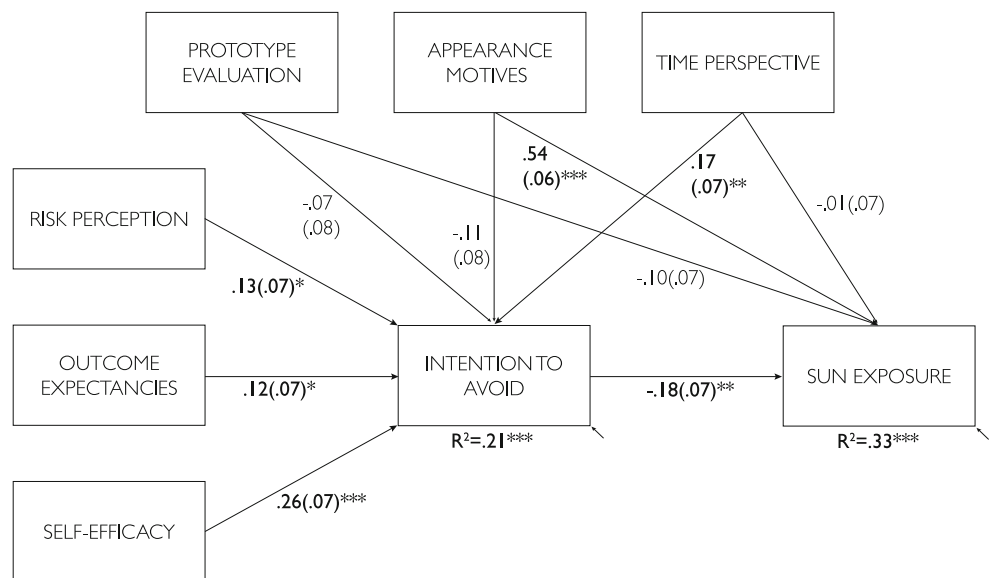 PROTOTYPE
EVALUATION
APPEARANCE
MOTIVES
TIME PERSPECTIVE
.54
(.06)***
.17
(.07)**
RISK PERCEPTION
-.07
(.08)
-.11
(.08)
-.01(.07)
-.10(.07)
.13(.07)*
OUTCOME
EXPECTANCIES
.12(.07)*
INTENTION TO
AVOID
-.18(.07)**
SUN EXPOSURE
R²=.21***
R²=.33***
.26(.07)***
SELF-EFFICACY